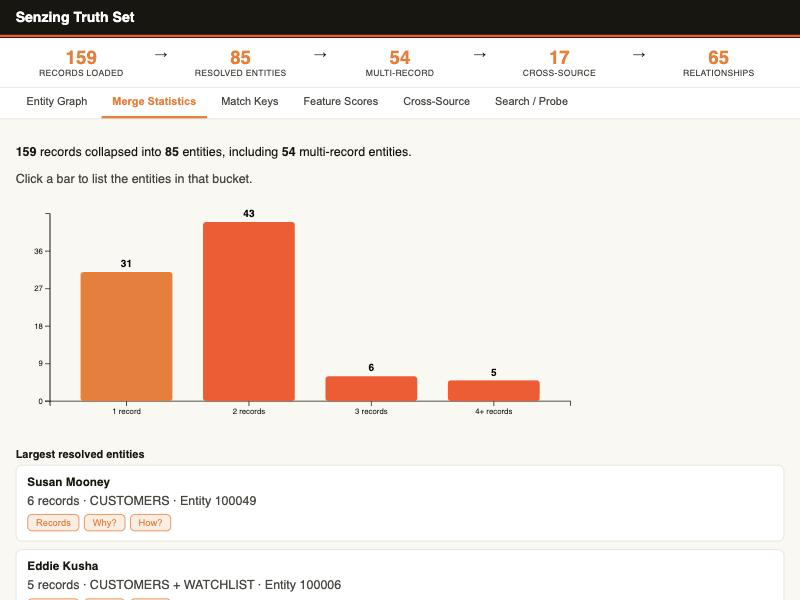 Senzing Truth Set
159 → 85 → 54 → 17 → 65
RECORDS LOADED RESOLVED ENTITIES MULTI-RECORD CROSS-SOURCE RELATIONSHIPS
Entity Graph Merge Statistics Match Keys Feature Scores Cross-Source Search / Probe
159 records collapsed into 85 entities, including 54 multi-record entities.
Click a bar to list the entities in that bucket.
43
36
31
27
18
9
6
5
0
1 record 2 records 3 records 4+ records
Largest resolved entities
Susan Mooney
6 records · CUSTOMERS · Entity 100049
Records Why? How?
Eddie Kusha
5 records · CUSTOMERS + WATCHLIST · Entity 100006